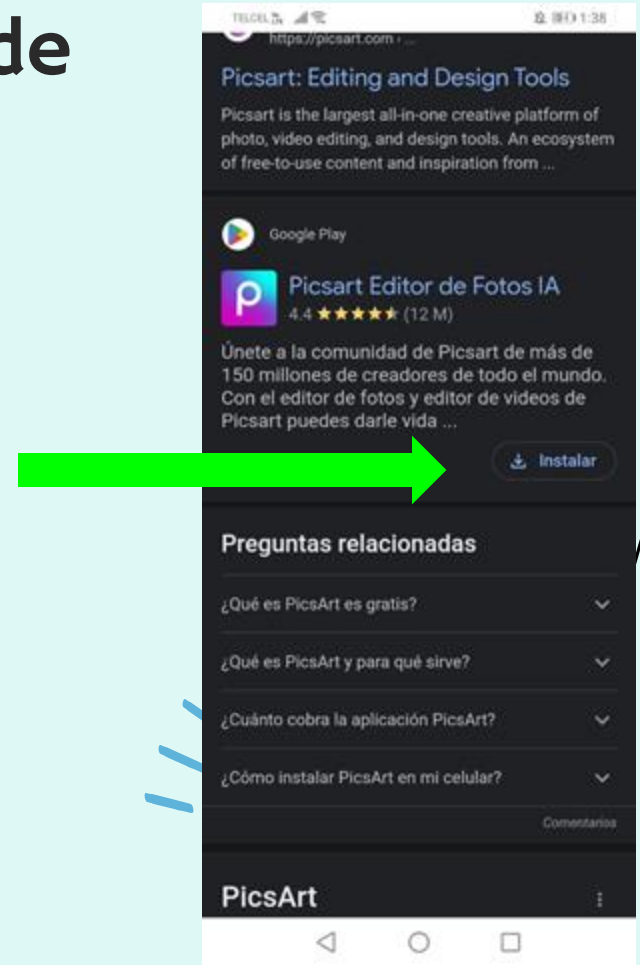 de
TELCEL
1:38
https://picsart.com › ...
Picsart: Editing and Design Tools
Picsart is the largest all-in-one creative platform of
photo, video editing, and design tools. An ecosystem
of free-to-use content and inspiration from ...
Google Play
Picsart Editor de Fotos IA
4.4 ★★★★★ (12 M)
Únete a la comunidad de Picsart de más de
150 millones de creadores de todo el mundo.
Con el editor de fotos y editor de videos de
Picsart puedes darle vida ...
Instalar
Preguntas relacionadas
¿Qué es PicsArt es gratis?
¿Qué es PicsArt y para qué sirve?
¿Cuánto cobra la aplicación PicsArt?
¿Cómo instalar PicsArt en mi celular?
Comentarios
PicsArt